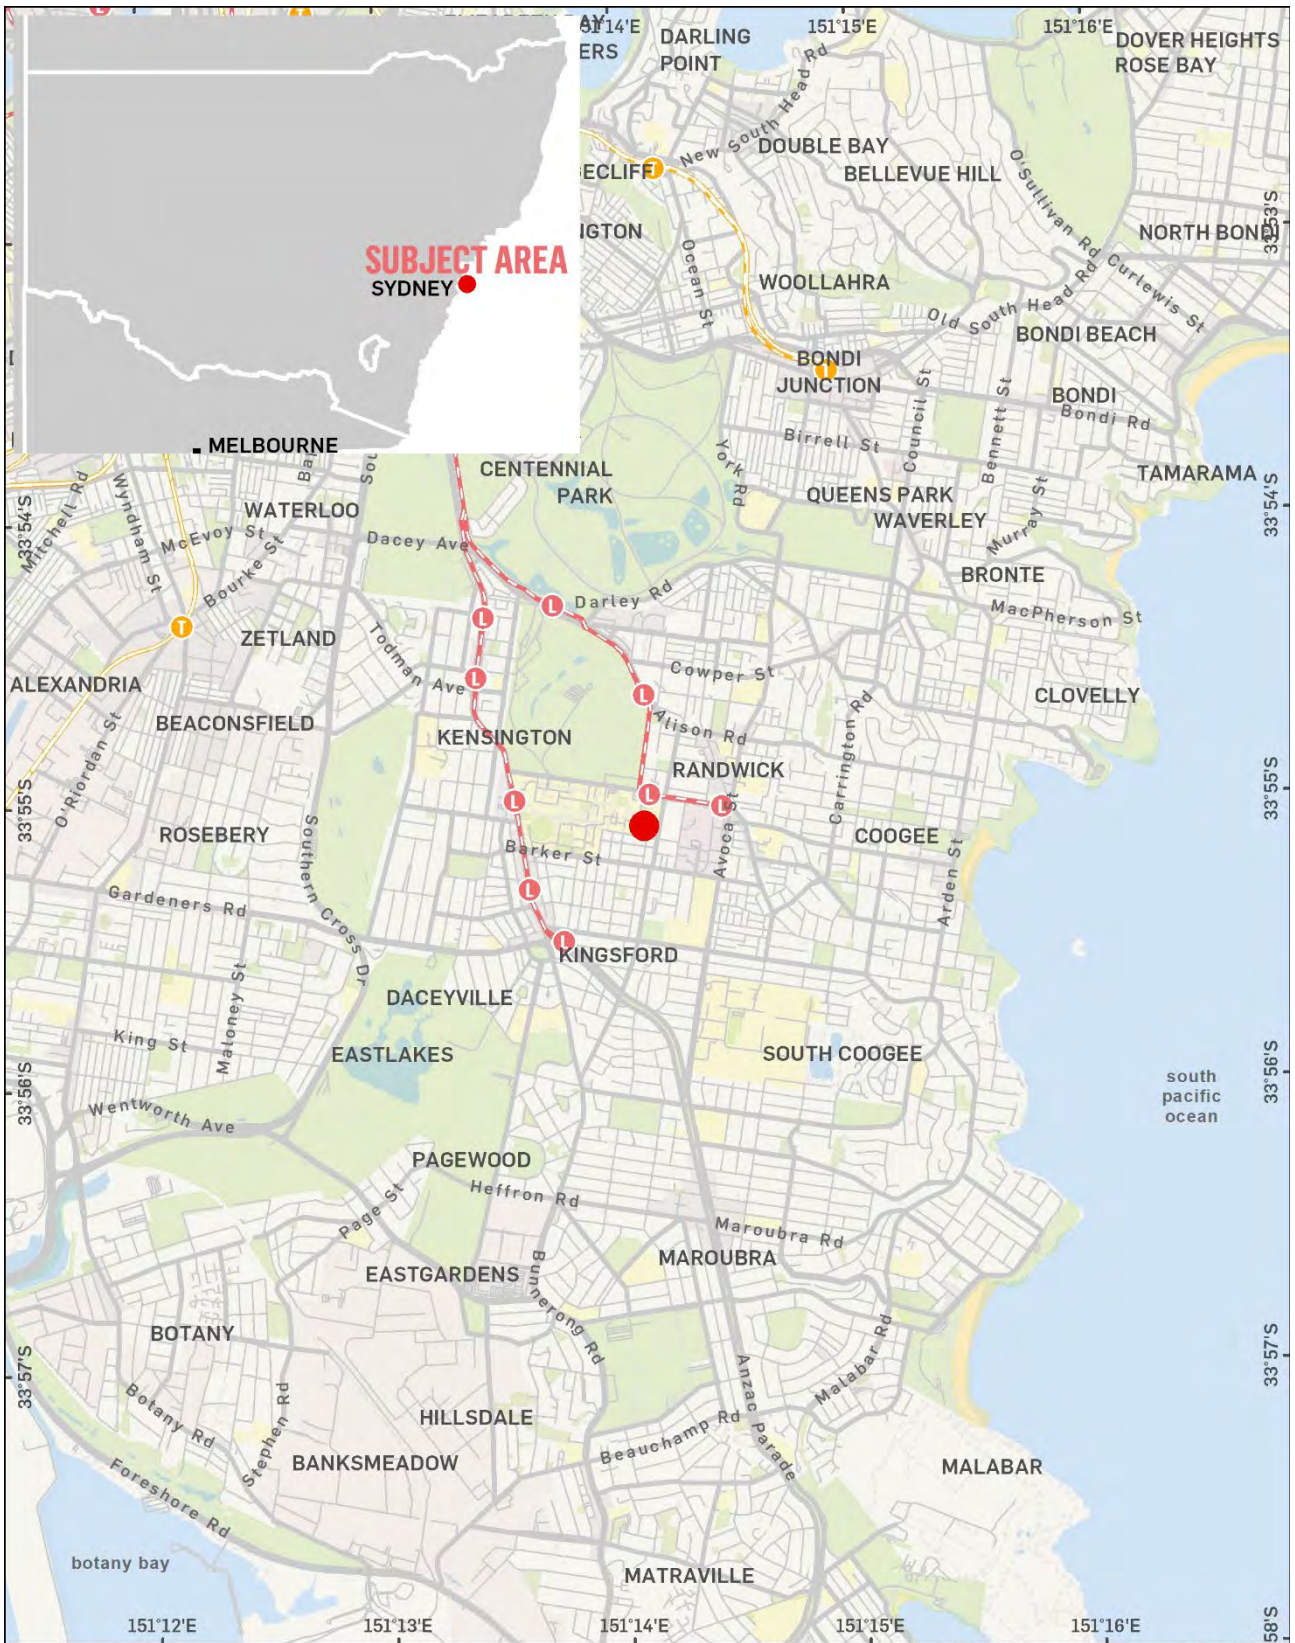 151°14'E
151°15'E
151°16'E
DARLING
POINT
DOVER HEIGHTS
ROSE BAY
New South Head Rd
DOUBLE BAY
BELLEVUE HILL
O'Sullivan Rd
33°53'S
NORTH BONDI
SUBJECT AREA
SYDNEY
Ocean St
WOOLLAHRA
Curlewis St
Old South Head Rd
BONDI BEACH
BONDI
JUNCTION
T
T
BONDI
Bondi Rd
Council St
Bennett St
Birrell St
MELBOURNE
CENTENNIAL
PARK
York Rd
TAMARAMA
QUEENS PARK
WAVERLEY
Murray St
33°54'S
33°54'S
Mitchell Rd
Wyndham St
WATERLOO
McEvoy St
Bourke St
Dacey Ave
BRONTE
MacPherson St
Darley Rd
L
L
T
ZETLAND
Todman Ave
L
L
Cowper St
ALEXANDRIA
CLOVELLY
BEACONSFIELD
O'Riordan St
KENSINGTON
Alison Rd
Carrington Rd
RANDWICK
33°55'S
33°55'S
L
L
L
Avoca St
ROSEBERY
Southern Cross Dr
Barker St
COOGEE
Arden St
L
Gardeners Rd
L
KINGSFORD
DACEYVILLE
Maloney St
King St
EASTLAKES
SOUTH COOGEE
33°56'S
33°56'S
south
pacific
ocean
Wentworth Ave
PAGEWOOD
Heffron Rd
Page St
Maroubra Rd
MAROUBRA
EASTGARDENS
Bunnerong Rd
BOTANY
33°57'S
33°57'S
Malabar Rd
Anzac Parade
Botany Rd
Stephen Rd
HILLSDALE
Beauchamp Rd
BANKSMEADOW
MALABAR
Foreshore Rd
botany bay
MATRAVILLE
151°12'E
151°13'E
151°14'E
151°15'E
151°16'E